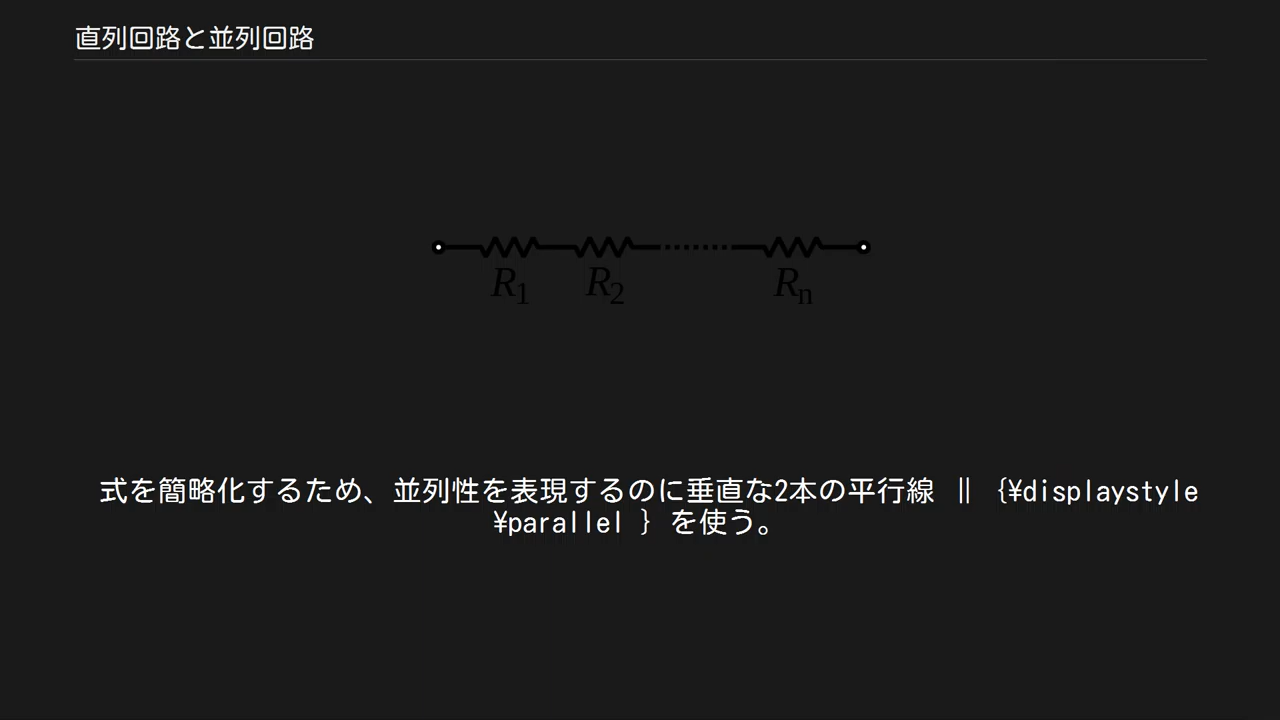 直列回路と並列回路
R1 R2 Rn
式を簡略化するため、並列性を表現するのに垂直な2本の平行線 ∥ {¥displaystyle
¥parallel } を使う。